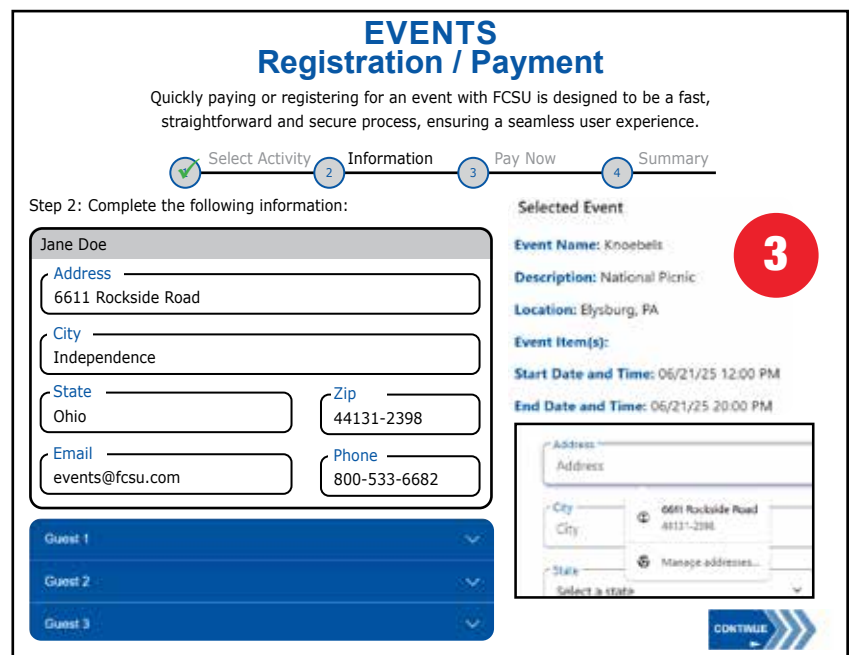 EVENTS
Registration / Payment
Quickly paying or registering for an event with FCSU is designed to be a fast,
straightforward and secure process, ensuring a seamless user experience.
Select Activity
2 Information
3 Pay Now
4 Summary
Step 2: Complete the following information:
Jane Doe
Address
6611 Rockside Road
City
Independence
State
Ohio
Zip
44131-2398
Email
events@fcsu.com
Phone
800-533-6682
Guest 1
Guest 2
Guest 3
Selected Event
3
Event Name: Knoebels
Description: National Picnic
Location: Elysburg, PA
Event Item(s):
Start Date and Time: 06/21/25 12:00 PM
End Date and Time: 06/21/25 20:00 PM
Address
Address
City
City
6611 Rockside Road
44131-2398
Manage addresses...
State
Select a state
CONTINUE